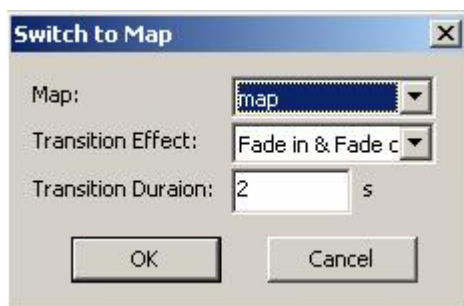 Switch to Map
Map: map
Transition Effect: Fade in & Fade c
Transition Duraion: 2 s
OK Cancel